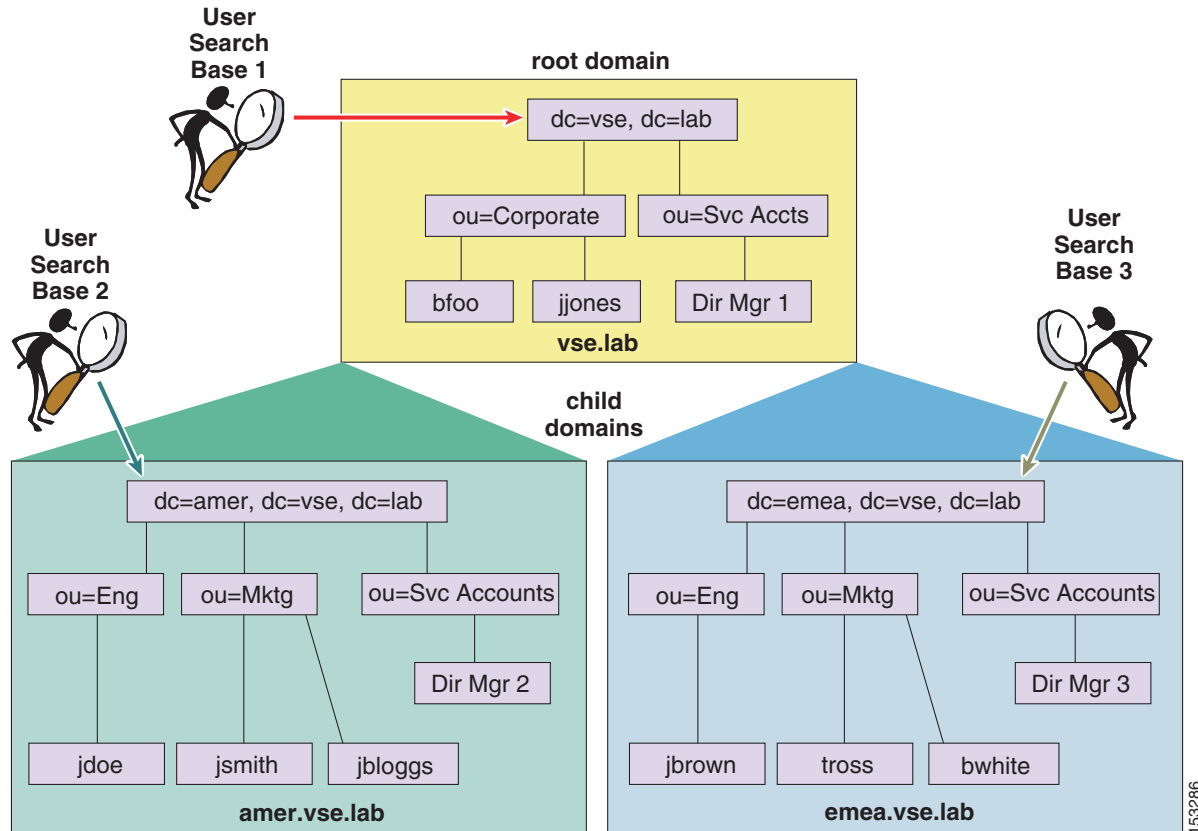 User
Search
Base 1
root domain
dc=vse, dc=lab
ou=Corporate
ou=Svc Accts
bfoo
jjones
Dir Mgr 1
vse.lab
User
Search
Base 2
User
Search
Base 3
child
domains
dc=amer, dc=vse, dc=lab
ou=Eng
ou=Mktg
ou=Svc Accounts
Dir Mgr 2
jdoe
jsmith
jbloggs
amer.vse.lab
dc=emea, dc=vse, dc=lab
ou=Eng
ou=Mktg
ou=Svc Accounts
Dir Mgr 3
jbrown
tross
bwhite
emea.vse.lab
153286